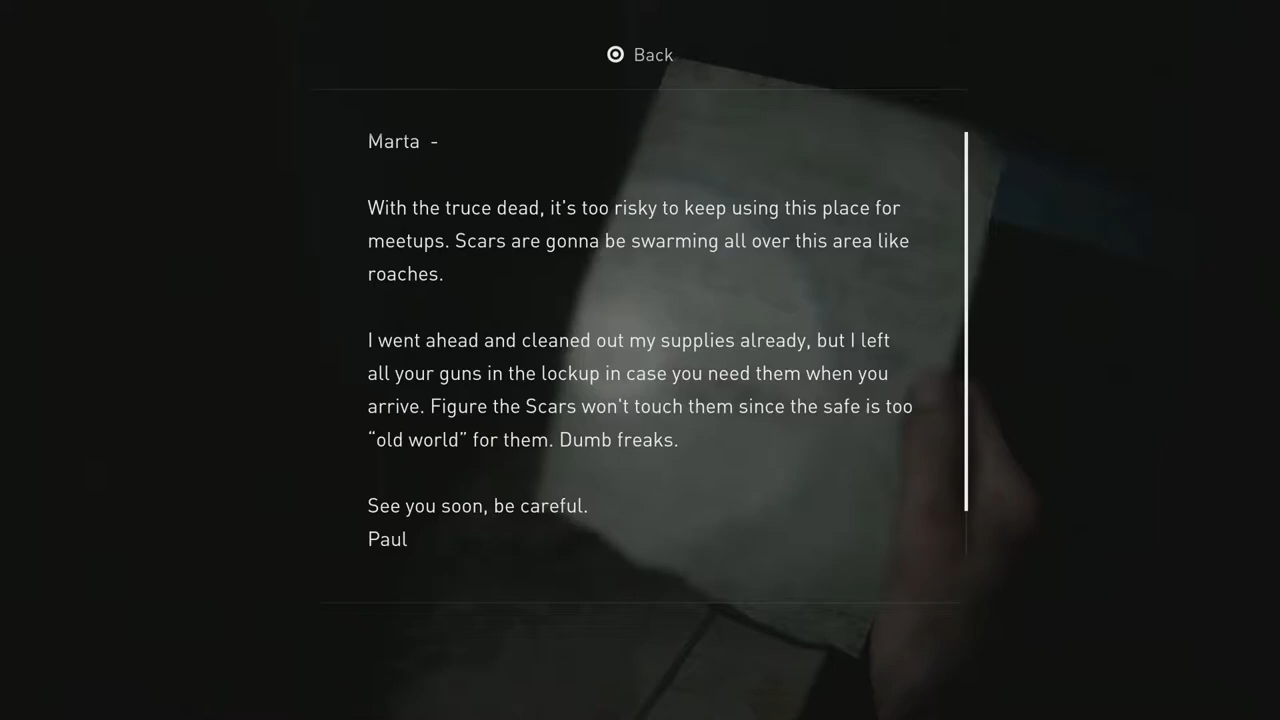 Back
Marta -
With the truce dead, it's too risky to keep using this place for
meetups. Scars are gonna be swarming all over this area like
roaches.
I went ahead and cleaned out my supplies already, but I left
all your guns in the lockup in case you need them when you
arrive. Figure the Scars won't touch them since the safe is too
“old world” for them. Dumb freaks.
See you soon, be careful.
Paul